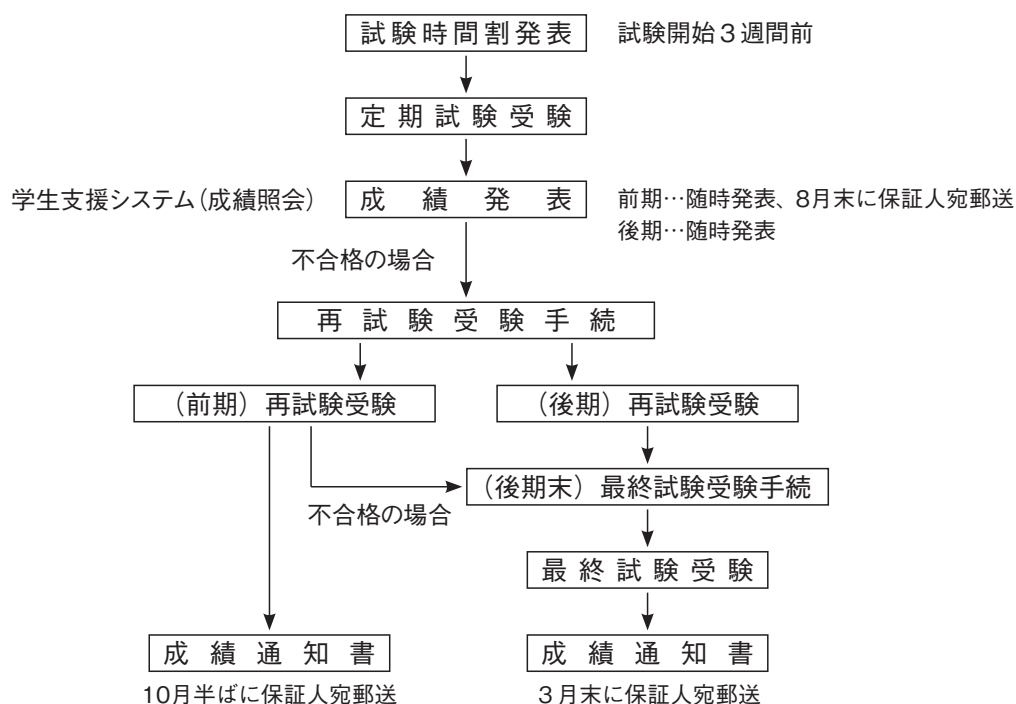 試験時間割発表 試験開始3週間前
定期試験受験
学生支援システム(成績照会) 成績発表 前期…随時発表、8月末に保証人宛郵送
後期…随時発表
不合格の場合
再試験受験手続
(前期)再試験受験 (後期)再試験受験
(後期末)最終試験受験手続
不合格の場合
最終試験受験
成績通知書 成績通知書
10月半ばに保証人宛郵送 3月末に保証人宛郵送